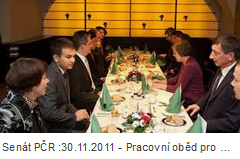 Senát PČR :30.11.2011 - Pracovní oběd pro ...